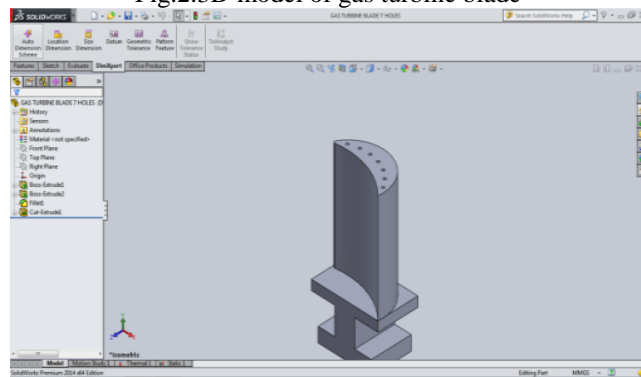 Fig.2.3D model of gas turbine blade
SOLIDWORKS
GAS TURBINE BLADE 7 HOLES
Search SolidWorks Help
Auto Dimension Scheme
Location Dimension
Size Dimension
Datum
Geometric Tolerance
Pattern Feature
Show Tolerance Status
TolAnalyst Study
Features
Sketch
Evaluate
DimXpert
Office Products
Simulation
GAS TURBINE BLADE 7 HOLES (D
History
Sensors
Annotations
Material <not specified>
Front Plane
Top Plane
Right Plane
Origin
Boss-Extrude1
Boss-Extrude2
Fillet1
Cut-Extrude1
*Isometric
Model
Motion Study 1
Thermal 1
Static 1
SolidWorks Premium 2014 x64 Edition
Editing Part
MMGS